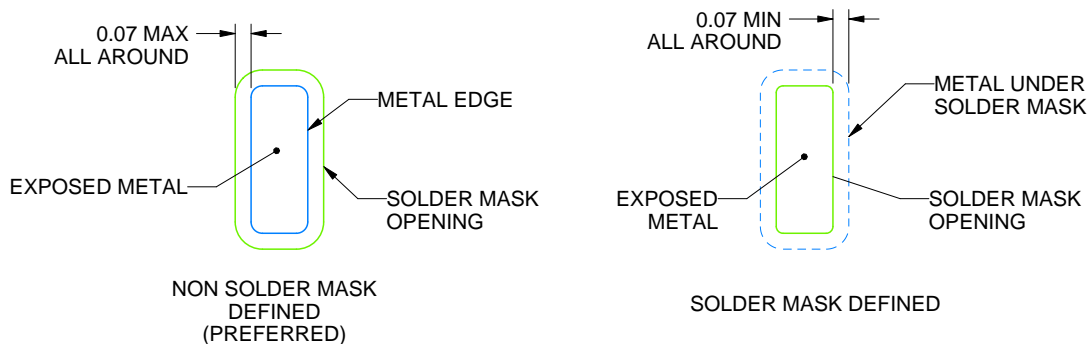 0.07 MAX
ALL AROUND
METAL EDGE
EXPOSED METAL
SOLDER MASK
OPENING
NON SOLDER MASK
DEFINED
(PREFERRED)
0.07 MIN
ALL AROUND
METAL UNDER
SOLDER MASK
EXPOSED
METAL
SOLDER MASK
OPENING
SOLDER MASK DEFINED